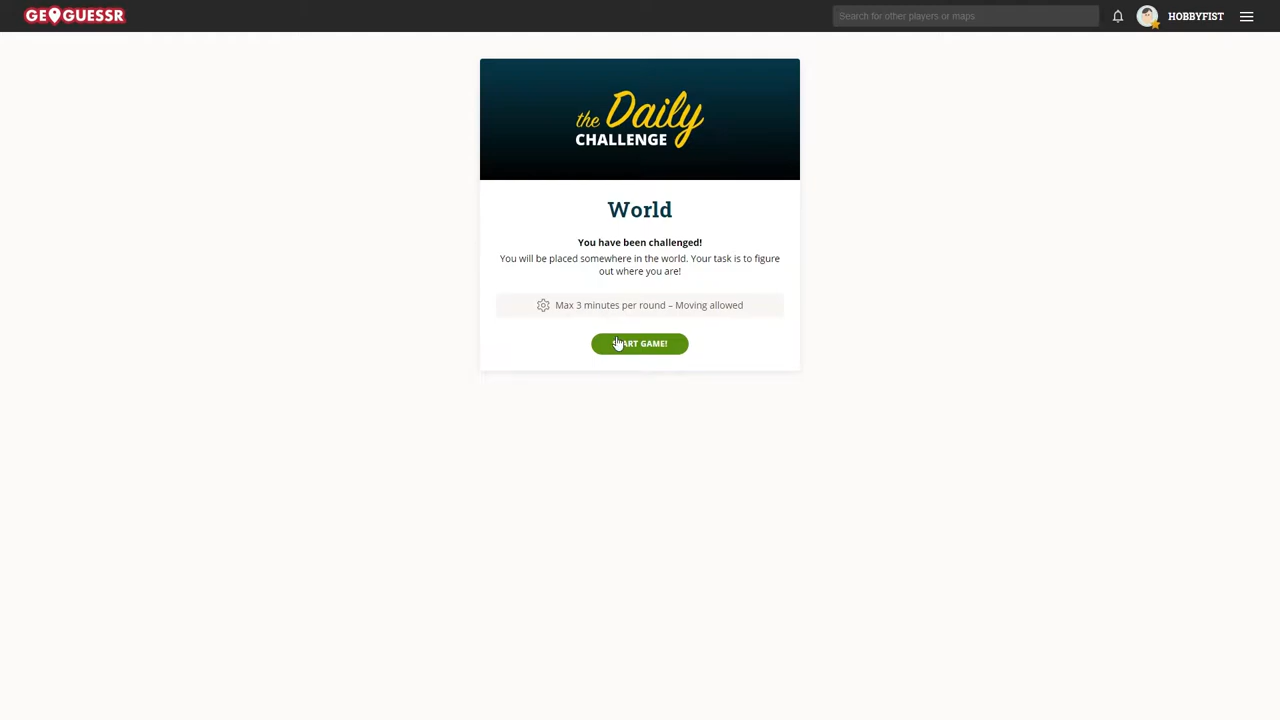 GEOGUESSR
Search for other players or maps
HOBBYFIST
the Daily
CHALLENGE
World
You have been challenged!
You will be placed somewhere in the world. Your task is to figure
out where you are!
Max 3 minutes per round – Moving allowed
START GAME!